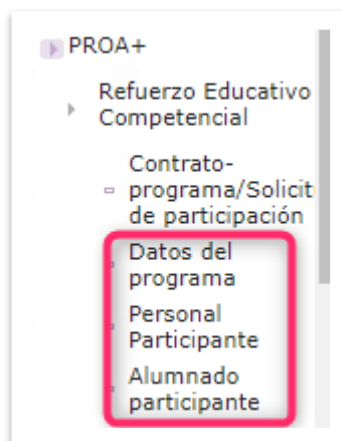 PROA+
Refuerzo Educativo
Competencial
Contrato-
programa/Solicit
de participación
Datos del
programa
Personal
Participante
Alumnado
participante